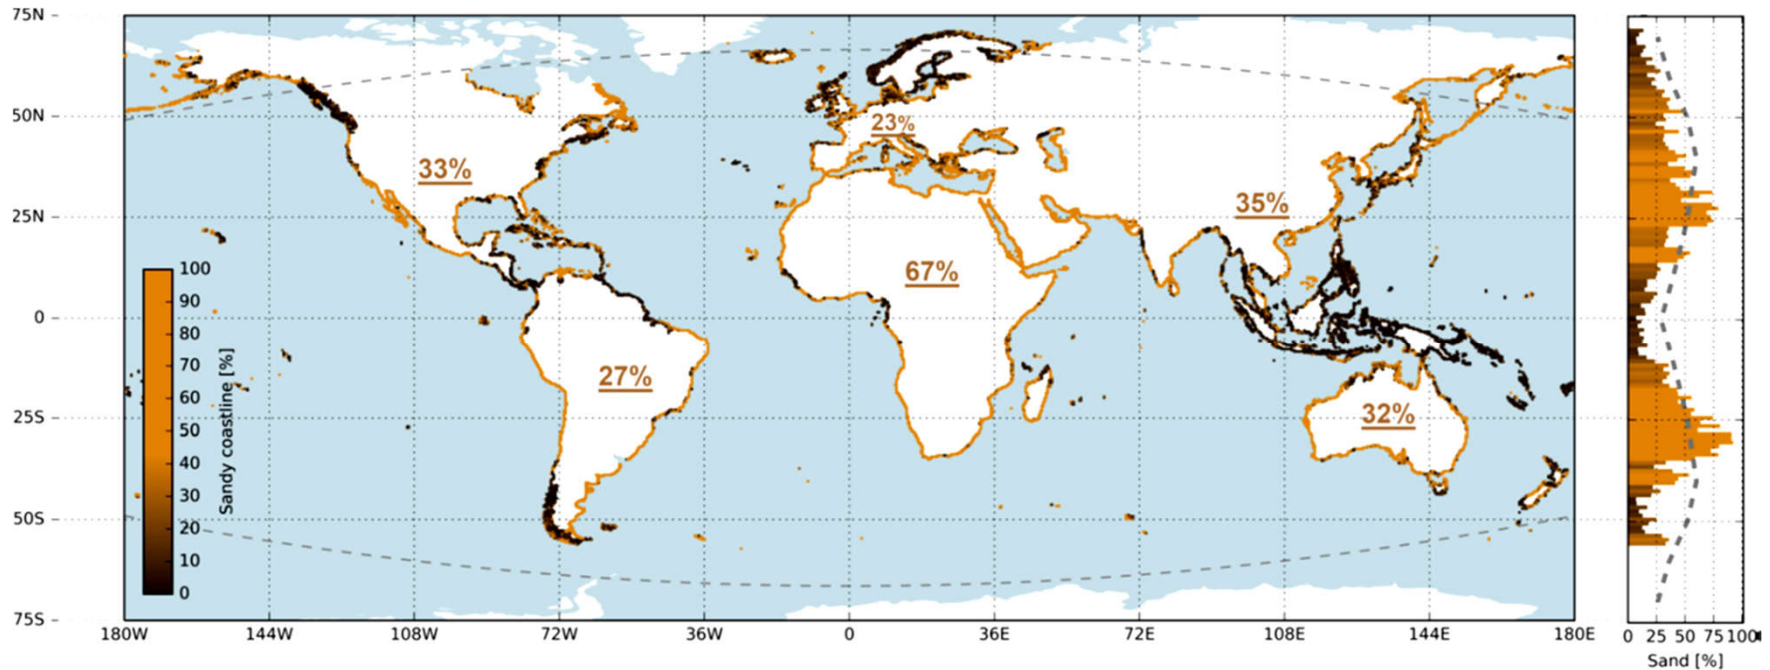 75N
50N
25N
0
25S
50S
75S
180W 144W 108W 72W 36W 0 36E 72E 108E 144E 180E
33%
23%
35%
67%
27%
32%
100
90
80
70
60
50
40
30
20
10
0
Sandy coastline [%]
0 25 50 75 100
Sand [%]